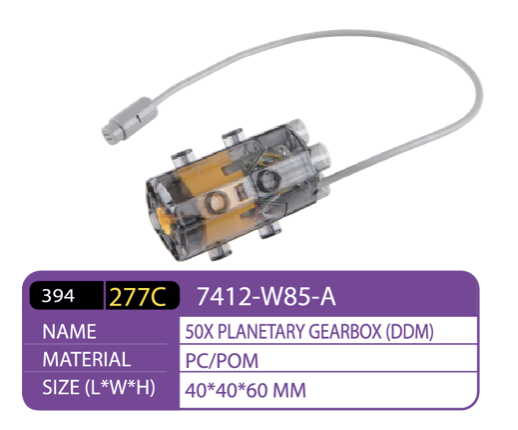 394 277C 7412-W85-A
NAME 50X PLANETARY GEARBOX (DDM)
MATERIAL PC/POM
SIZE (L*W*H) 40*40*60 MM